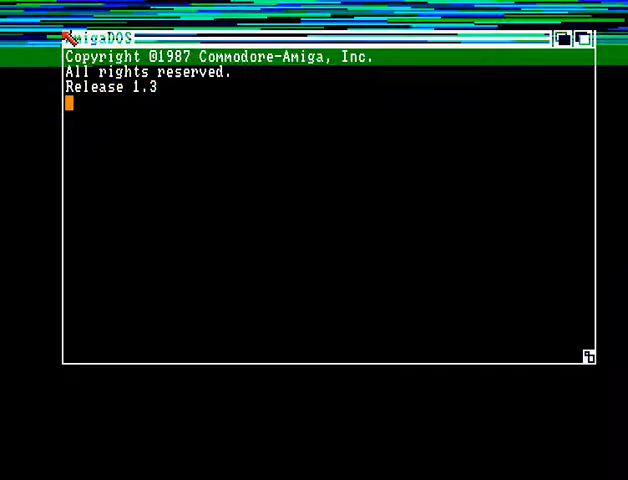 AmigaDOS
Copyright ©1987 Commodore-Amiga, Inc.
All rights reserved.
Release 1.3